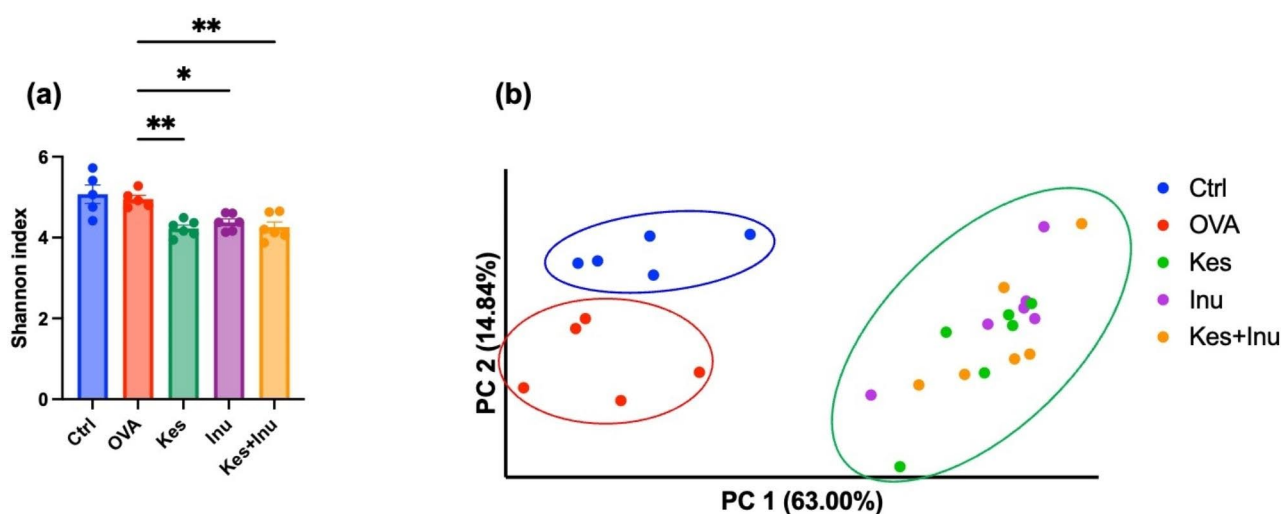 (a)
**
*
**
Shannon index
6
4
2
0
Ctrl
OVA
Kes
Inu
Kes+Inu
(b)
PC 2 (14.84%)
PC 1 (63.00%)
Ctrl
OVA
Kes
Inu
Kes+Inu